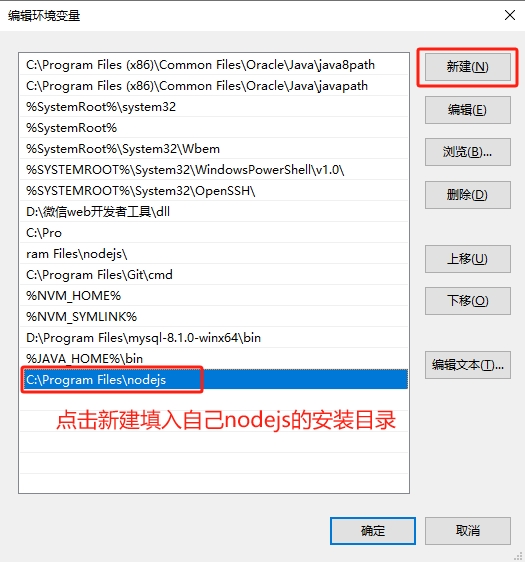 编辑环境变量
C:\Program Files (x86)\Common Files\Oracle\Java\java8path
C:\Program Files (x86)\Common Files\Oracle\Java\javapath
%SystemRoot%\system32
%SystemRoot%
%SystemRoot%\System32\Wbem
%SYSTEMROOT%\System32\WindowsPowerShell\v1.0\
%SYSTEMROOT%\System32\OpenSSH\
D:\微信web开发者工具\dll
C:\Pro
ram Files\nodejs\
C:\Program Files\Git\cmd
%NVM_HOME%
%NVM_SYMLINK%
D:\Program Files\mysql-8.1.0-winx64\bin
%JAVA_HOME%\bin
C:\Program Files\nodejs
点击新建填入自己nodejs的安装目录
新建(N)
编辑(E)
浏览(B)...
删除(D)
上移(U)
下移(O)
编辑文本(T)...
确定
取消